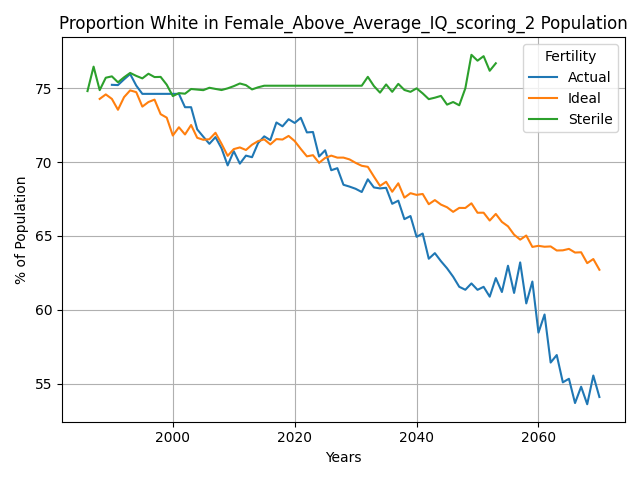 Proportion White in Female_Above_Average_IQ_scoring_2 Population
% of Population
75
70
65
60
55
Fertility
Actual
Ideal
Sterile
2000 2020 2040 2060
Years